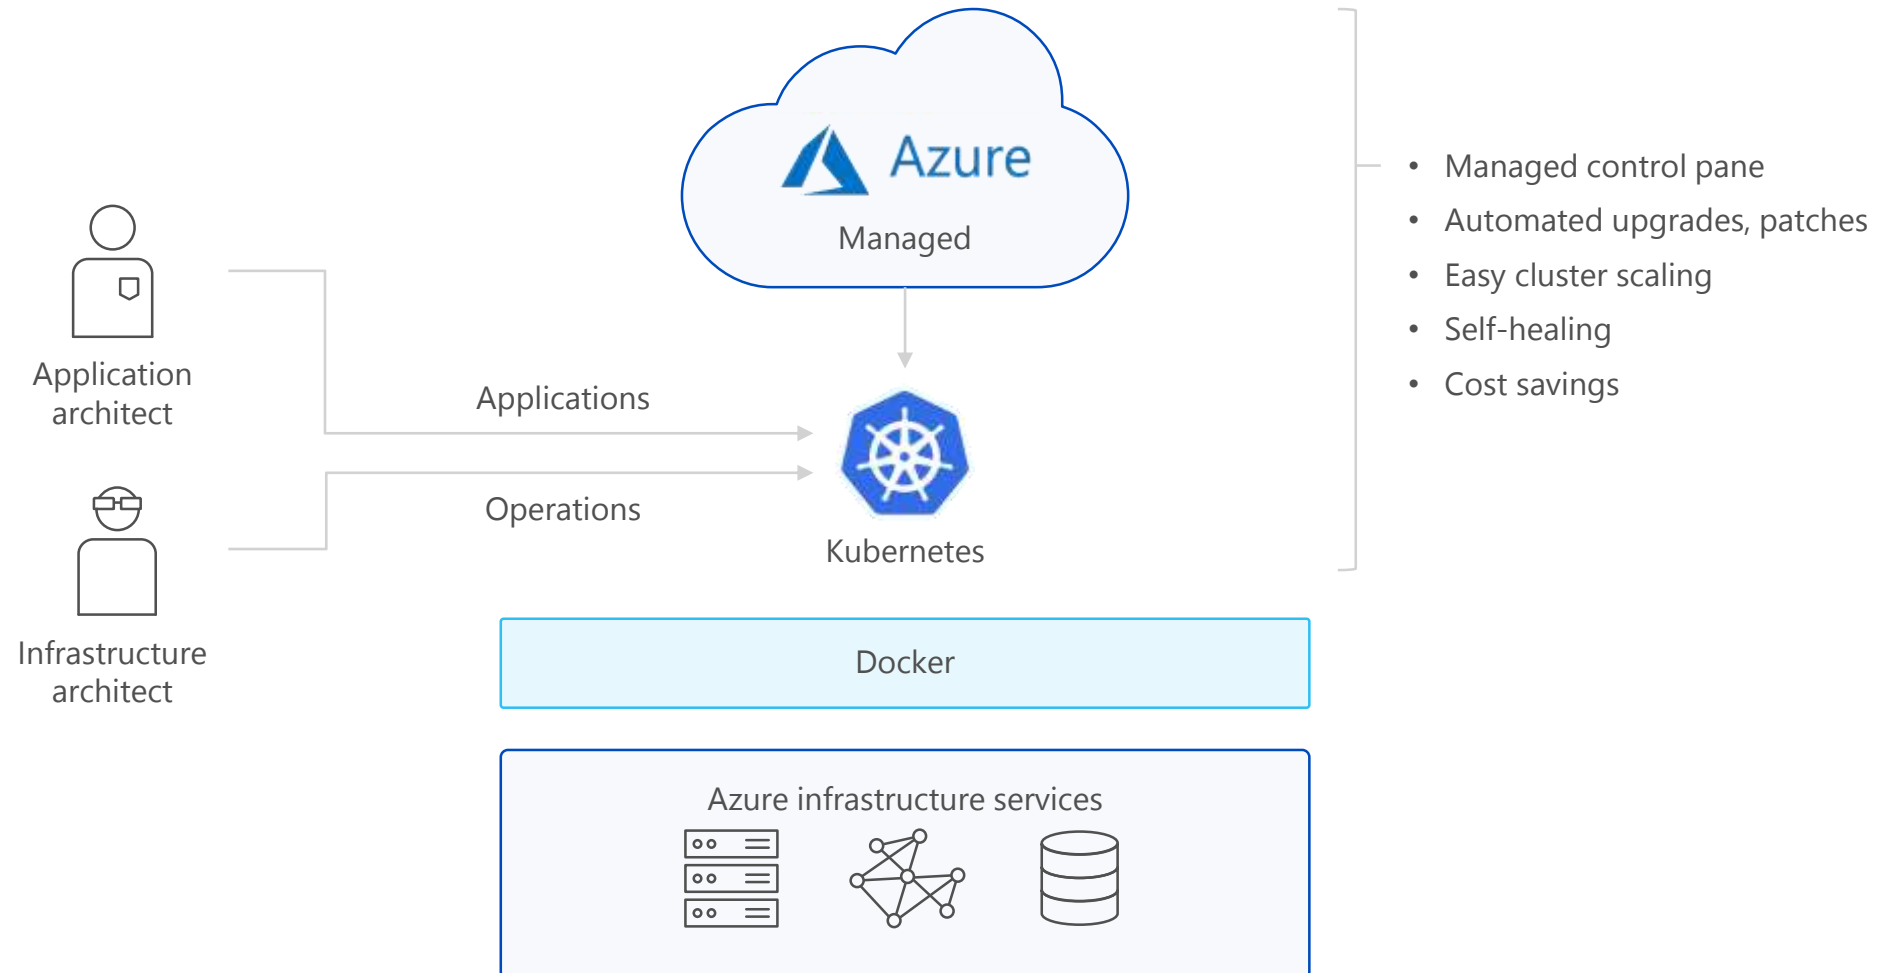 Azure
Managed
Application
architect
Applications
Operations
Infrastructure
architect
Kubernetes
• Managed control pane
• Automated upgrades, patches
• Easy cluster scaling
• Self-healing
• Cost savings
Docker
Azure infrastructure services